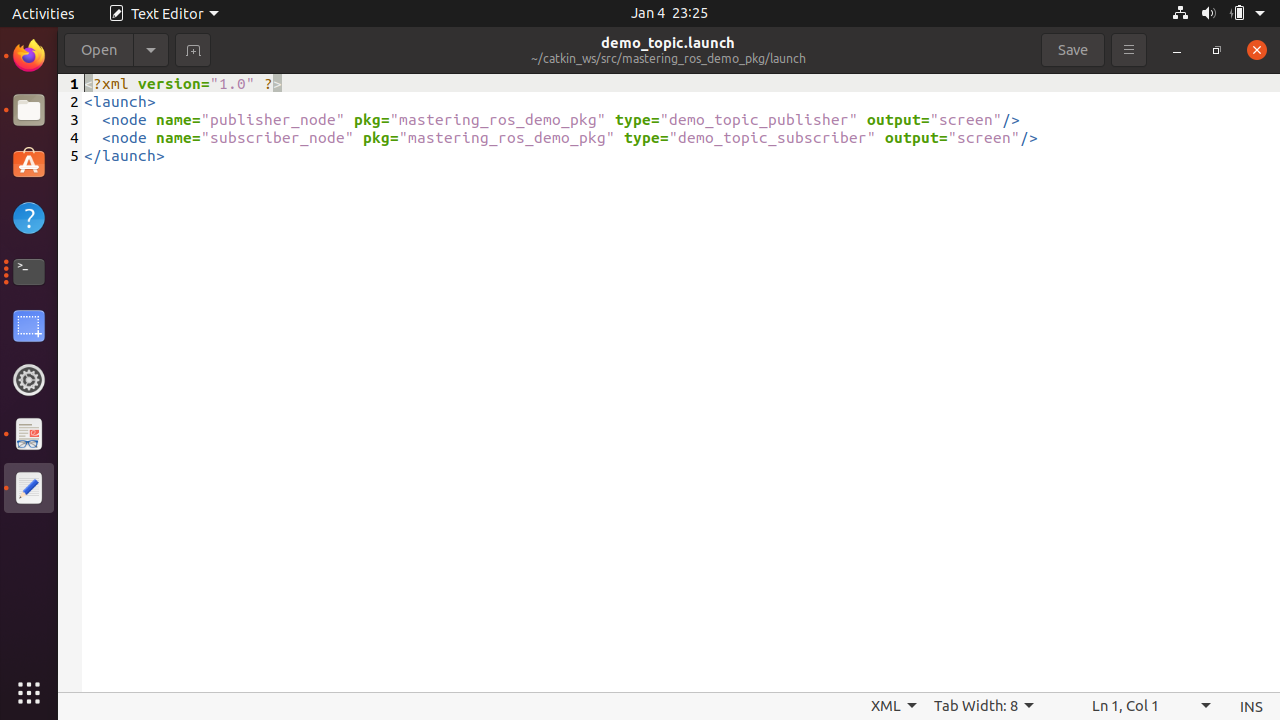 Activities Text Editor Jan 4 23:25
Open demo_topic.launch Save
~/catkin_ws/src/mastering_ros_demo_pkg/launch
1 <?xml version="1.0" ?>
2 <launch>
3   <node name="publisher_node" pkg="mastering_ros_demo_pkg" type="demo_topic_publisher" output="screen"/>
4   <node name="subscriber_node" pkg="mastering_ros_demo_pkg" type="demo_topic_subscriber" output="screen"/>
5 </launch>
XML Tab Width: 8 Ln 1, Col 1 INS